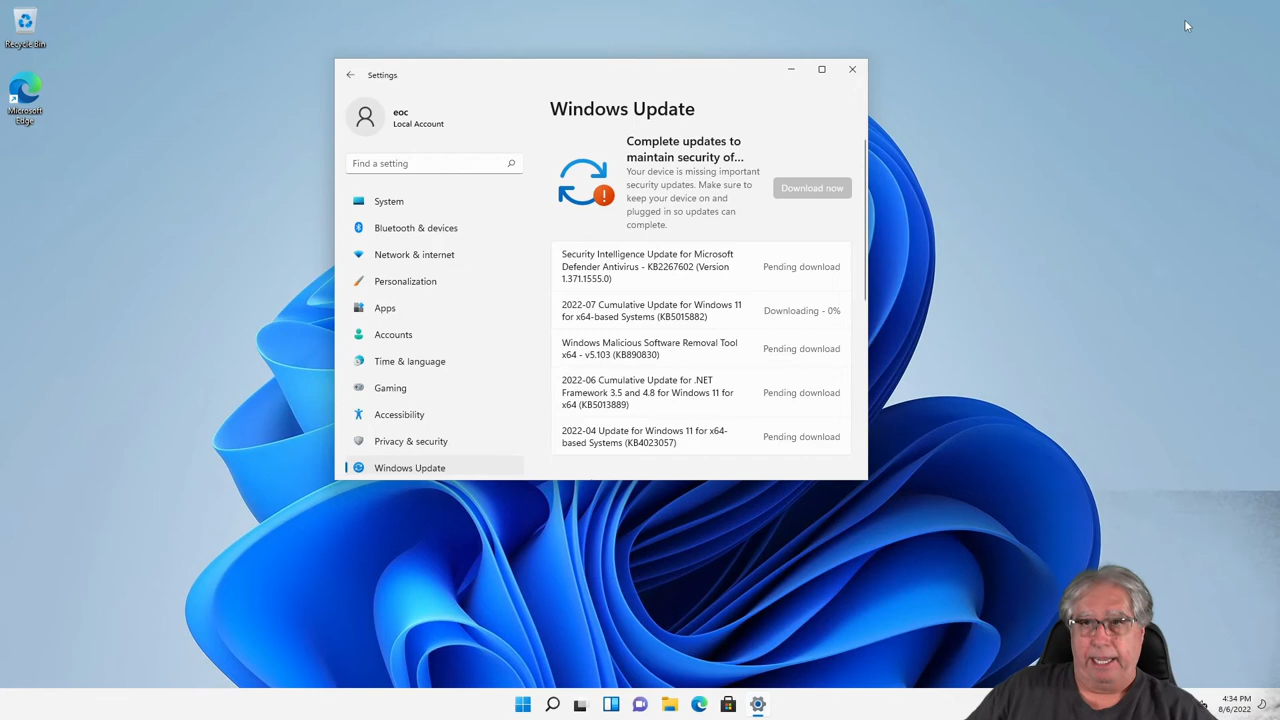 Recycle Bin
Microsoft
Edge
Settings
eoc
Local Account
Find a setting
System
Bluetooth & devices
Network & internet
Personalization
Apps
Accounts
Time & language
Gaming
Accessibility
Privacy & security
Windows Update
Windows Update
Complete updates to
maintain security of...
Your device is missing important
security updates. Make sure to
keep your device on and
plugged in so updates can
complete.
Download now
Security Intelligence Update for Microsoft
Defender Antivirus - KB2267602 (Version
1.371.1555.0)
Pending download
2022-07 Cumulative Update for Windows 11
for x64-based Systems (KB5015882)
Downloading - 0%
Windows Malicious Software Removal Tool
x64 - v5.103 (KB890830)
Pending download
2022-06 Cumulative Update for .NET
Framework 3.5 and 4.8 for Windows 11 for
x64 (KB5013889)
Pending download
2022-04 Update for Windows 11 for x64-
based Systems (KB4023057)
Pending download
4:34 PM
8/6/2022